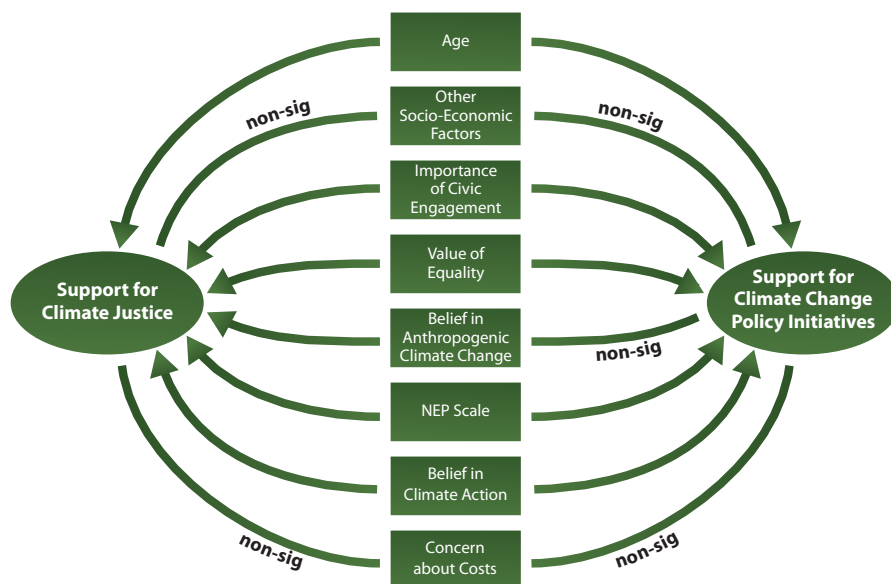 Age
non-sig
Other
Socio-Economic
Factors
non-sig
Importance
of Civic
Engagement
Value of
Equality
Support for
Climate Justice
Support for
Climate Change
Policy Initiatives
Belief in
Anthropogenic
Climate Change
non-sig
NEP Scale
Belief in
Climate Action
non-sig
Concern
about Costs
non-sig